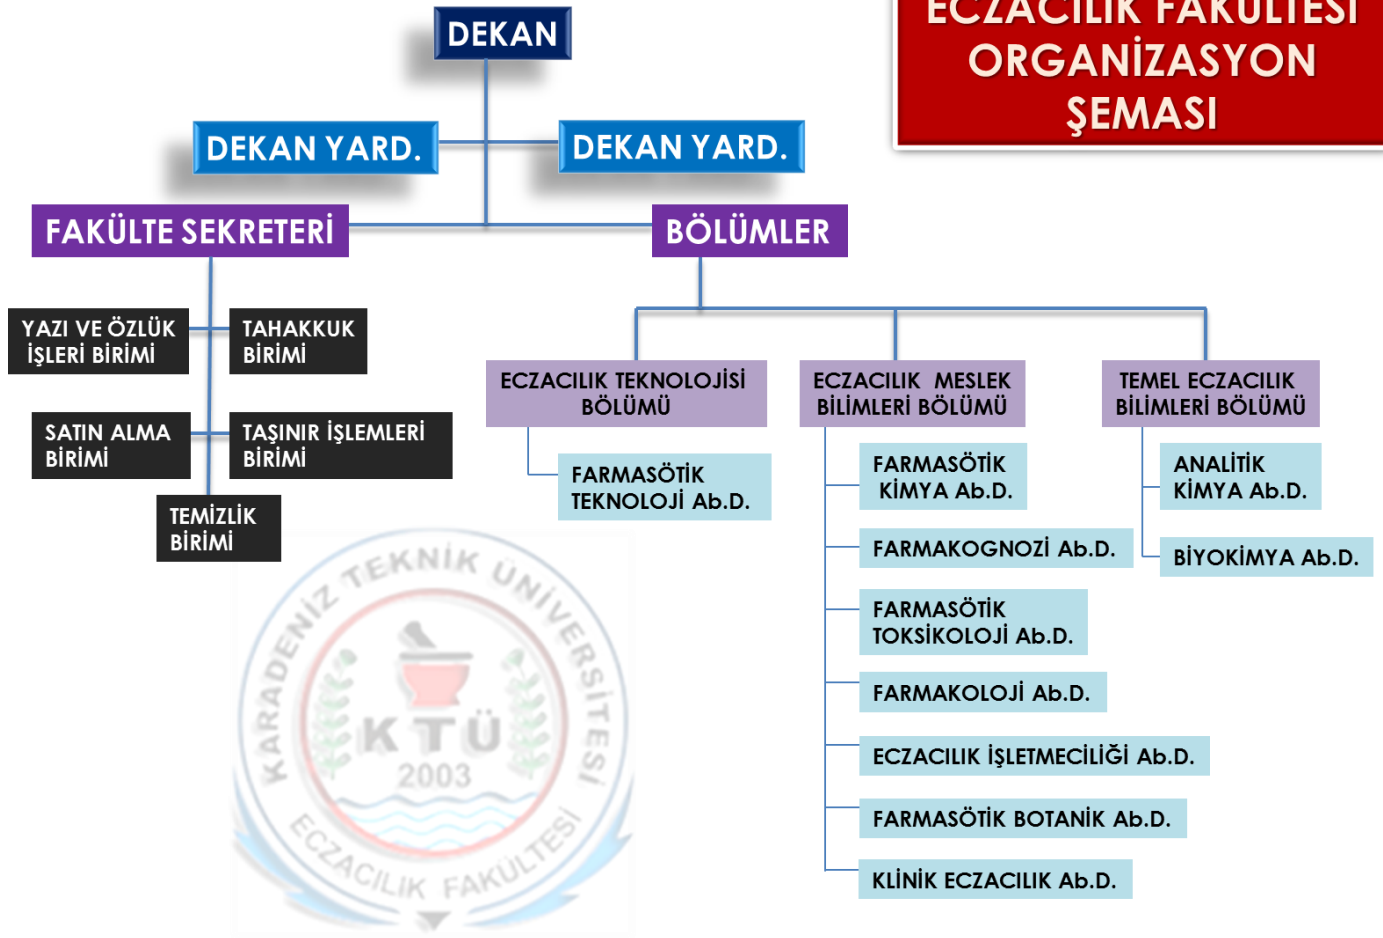 DEKAN
ECZACILIK FAKÜLTESİ
ORGANİZASYON
ŞEMASI
DEKAN YARD.
DEKAN YARD.
FAKÜLTE SEKRETERİ
BÖLÜMLER
YAZI VE ÖZLÜK
İŞLERİ BİRİMİ
TAHAKKUK
BİRİMİ
SATIN ALMA
BİRİMİ
TAŞINIR İŞLEMLERİ
BİRİMİ
TEMİZLİK
BİRİMİ
ECZACILIK TEKNOLOJİSİ
BÖLÜMÜ
FARMASÖTİK
TEKNOLOJİ Ab.D.
ECZACILIK MESLEK
BİLİMLERİ BÖLÜMÜ
FARMASÖTİK
KİMYA Ab.D.
FARMAKOGNOZİ Ab.D.
FARMASÖTİK
TOKSİKOLOJİ Ab.D.
FARMAKOLOJİ Ab.D.
ECZACILIK İŞLETMECİLİĞİ Ab.D.
FARMASÖTİK BOTANİK Ab.D.
KLİNİK ECZACILIK Ab.D.
TEMEL ECZACILIK
BİLİMLERİ BÖLÜMÜ
ANALİTİK
KİMYA Ab.D.
BİYOKİMYA Ab.D.
KARADENİZ TEKNİK ÜNİVERSİTESİ
KTÜ
2003
ECZACILIK FAKÜLTESİ